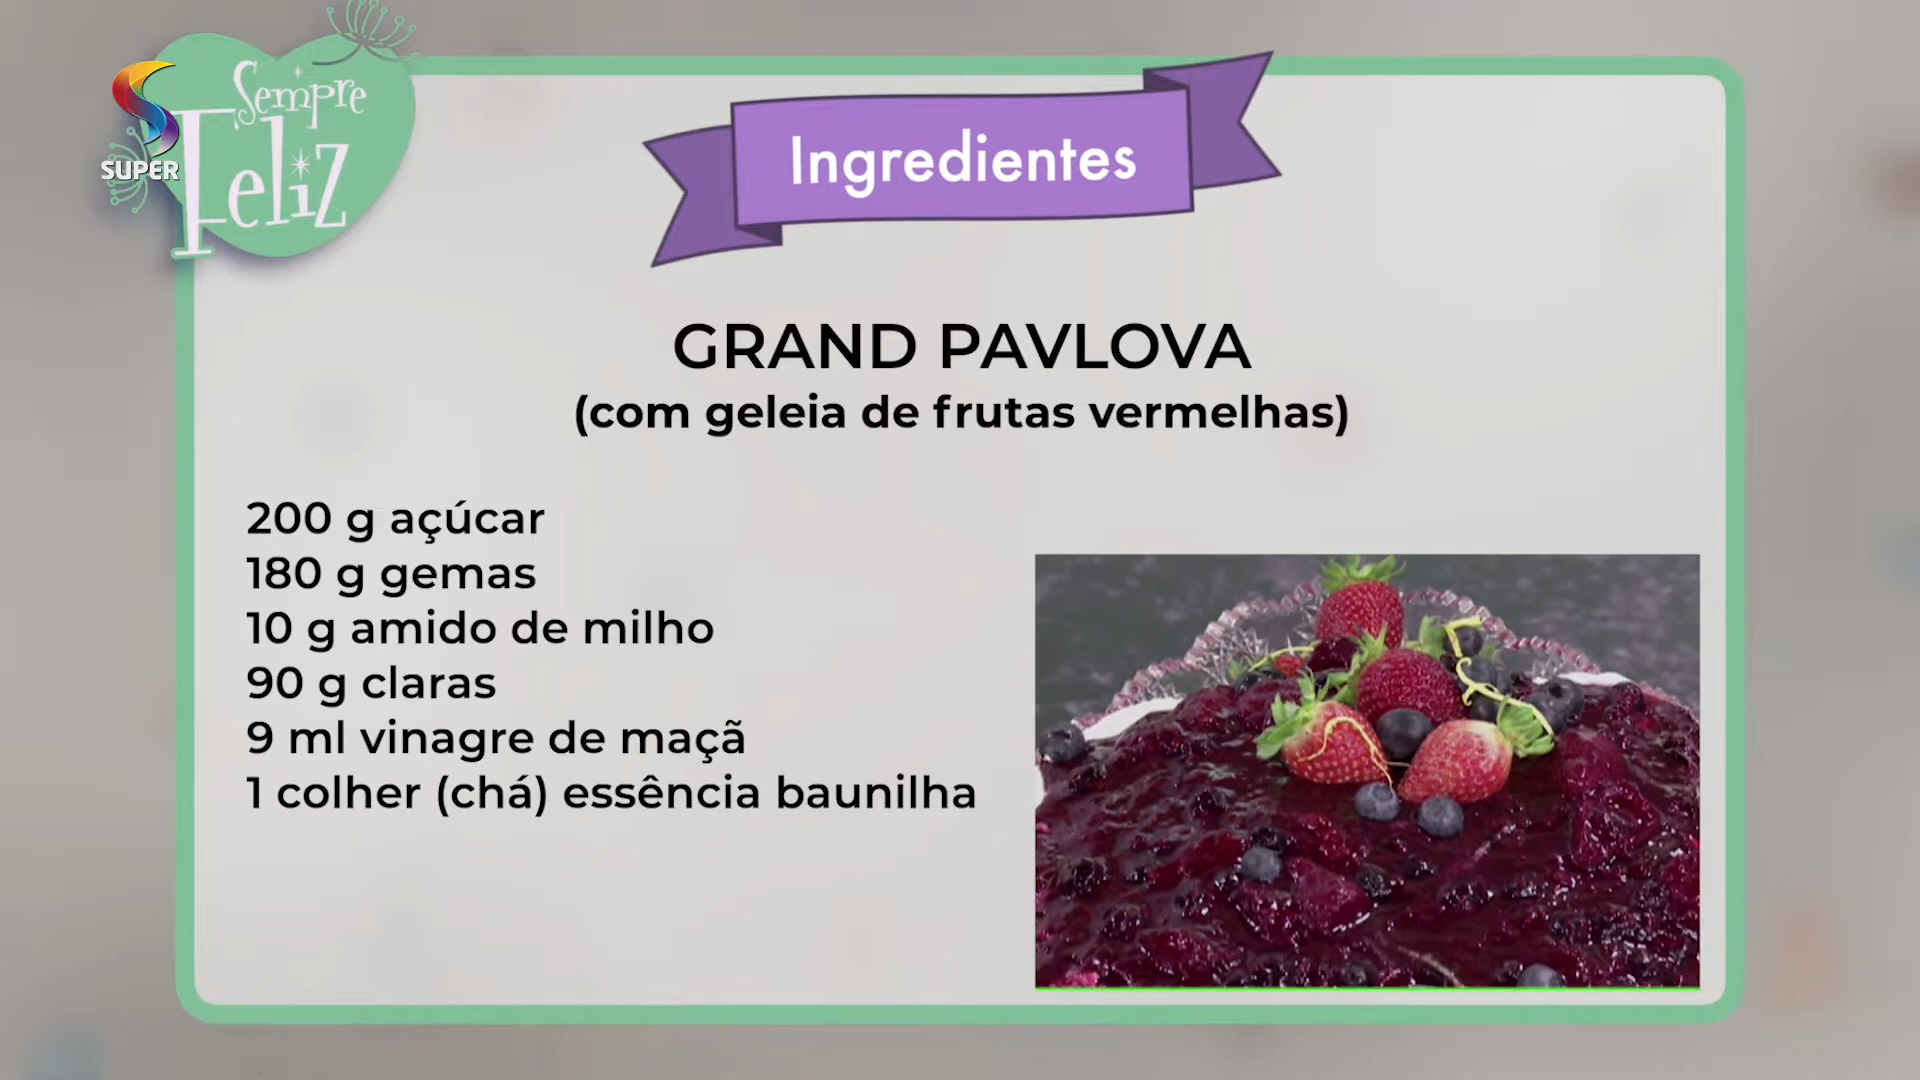 Sempre
Feliz
SUPER
Ingredientes
GRAND PAVLOVA
(com geleia de frutas vermelhas)
200 g açúcar
180 g gemas
10 g amido de milho
90 g claras
9 ml vinagre de maçã
1 colher (chá) essência baunilha